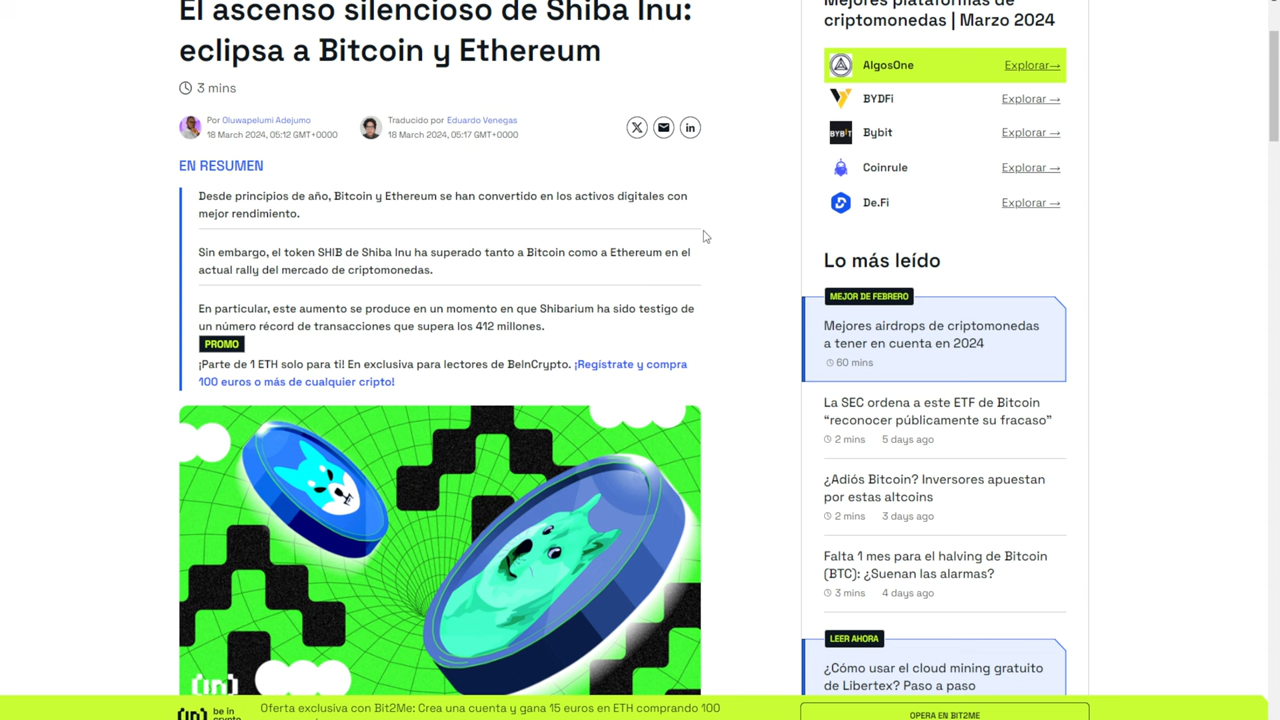 El ascenso silencioso de Shiba Inu:
eclipsa a Bitcoin y Ethereum
3 mins
Por Oluwapelumi Adejumo
18 March 2024, 05:12 GMT+0000
Traducido por Eduardo Venegas
18 March 2024, 05:17 GMT+0000
EN RESUMEN
Desde principios de año, Bitcoin y Ethereum se han convertido en los activos digitales con
mejor rendimiento.
Sin embargo, el token SHIB de Shiba Inu ha superado tanto a Bitcoin como a Ethereum en el
actual rally del mercado de criptomonedas.
En particular, este aumento se produce en un momento en que Shibarium ha sido testigo de
un número récord de transacciones que supera los 412 millones.
PROMO
¡Parte de 1 ETH solo para ti! En exclusiva para lectores de BeInCrypto. ¡Regístrate y compra
100 euros o más de cualquier cripto!
Mejores plataformas de
criptomonedas | Marzo 2024
AlgosOne Explorar→
BYDFi Explorar →
BYBIT Bybit Explorar →
Coinrule Explorar →
De.Fi Explorar →
Lo más leído
MEJOR DE FEBRERO
Mejores airdrops de criptomonedas
a tener en cuenta en 2024
60 mins
La SEC ordena a este ETF de Bitcoin
“reconocer públicamente su fracaso”
2 mins 5 days ago
¿Adiós Bitcoin? Inversores apuestan
por estas altcoins
2 mins 3 days ago
Falta 1 mes para el halving de Bitcoin
(BTC): ¿Suenan las alarmas?
3 mins 4 days ago
LEER AHORA
¿Cómo usar el cloud mining gratuito
de Libertex? Paso a paso
be in
crypto
Oferta exclusiva con Bit2Me: Crea una cuenta y gana 15 euros en ETH comprando 100
OPERA EN BIT2ME